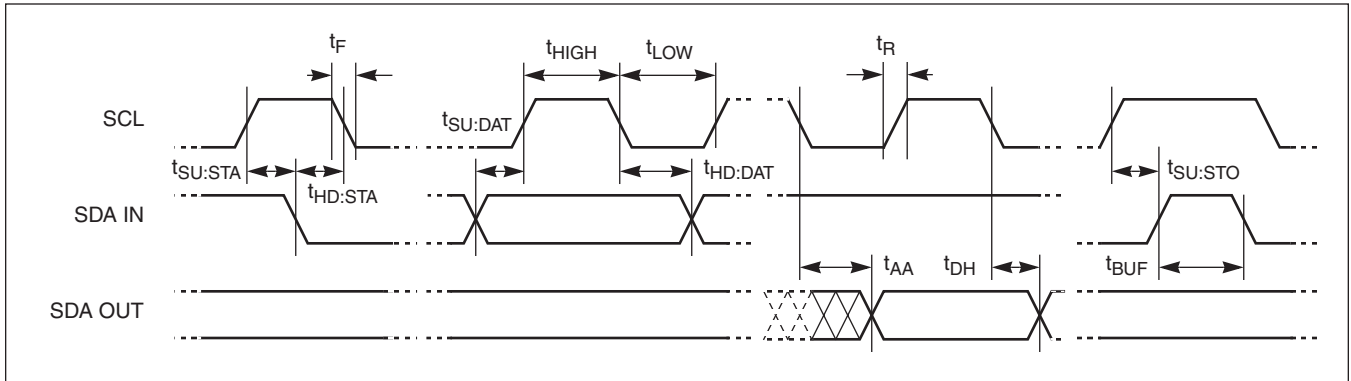 tF
tHIGH
tLOW
tR
SCL
tSU:DAT
tSU:STA
tHD:STA
tHD:DAT
tSU:STO
SDA IN
tAA
tDH
tBUF
SDA OUT